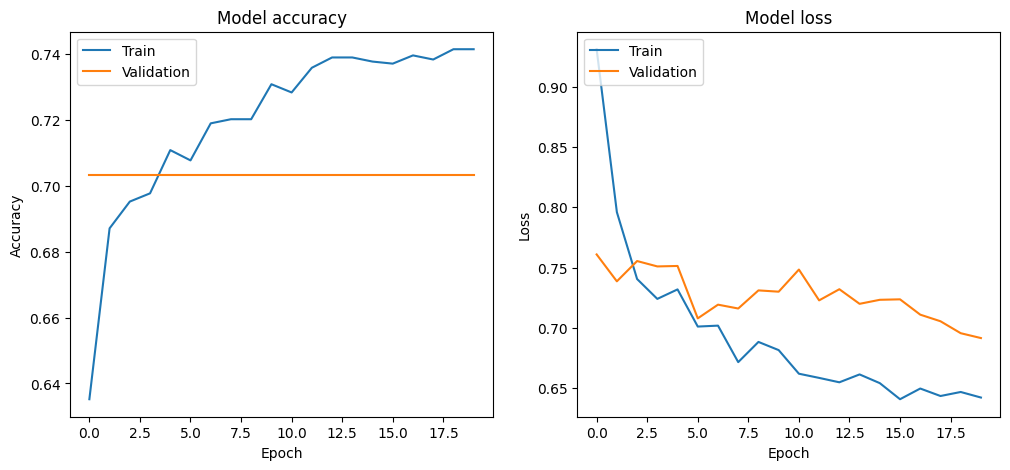 Model accuracy
Train
Validation
0.74
0.72
0.70
0.68
0.66
0.64
Accuracy
0.0 2.5 5.0 7.5 10.0 12.5 15.0 17.5
Epoch
Model loss
Train
Validation
0.90
0.85
0.80
0.75
0.70
0.65
Loss
0.0 2.5 5.0 7.5 10.0 12.5 15.0 17.5
Epoch